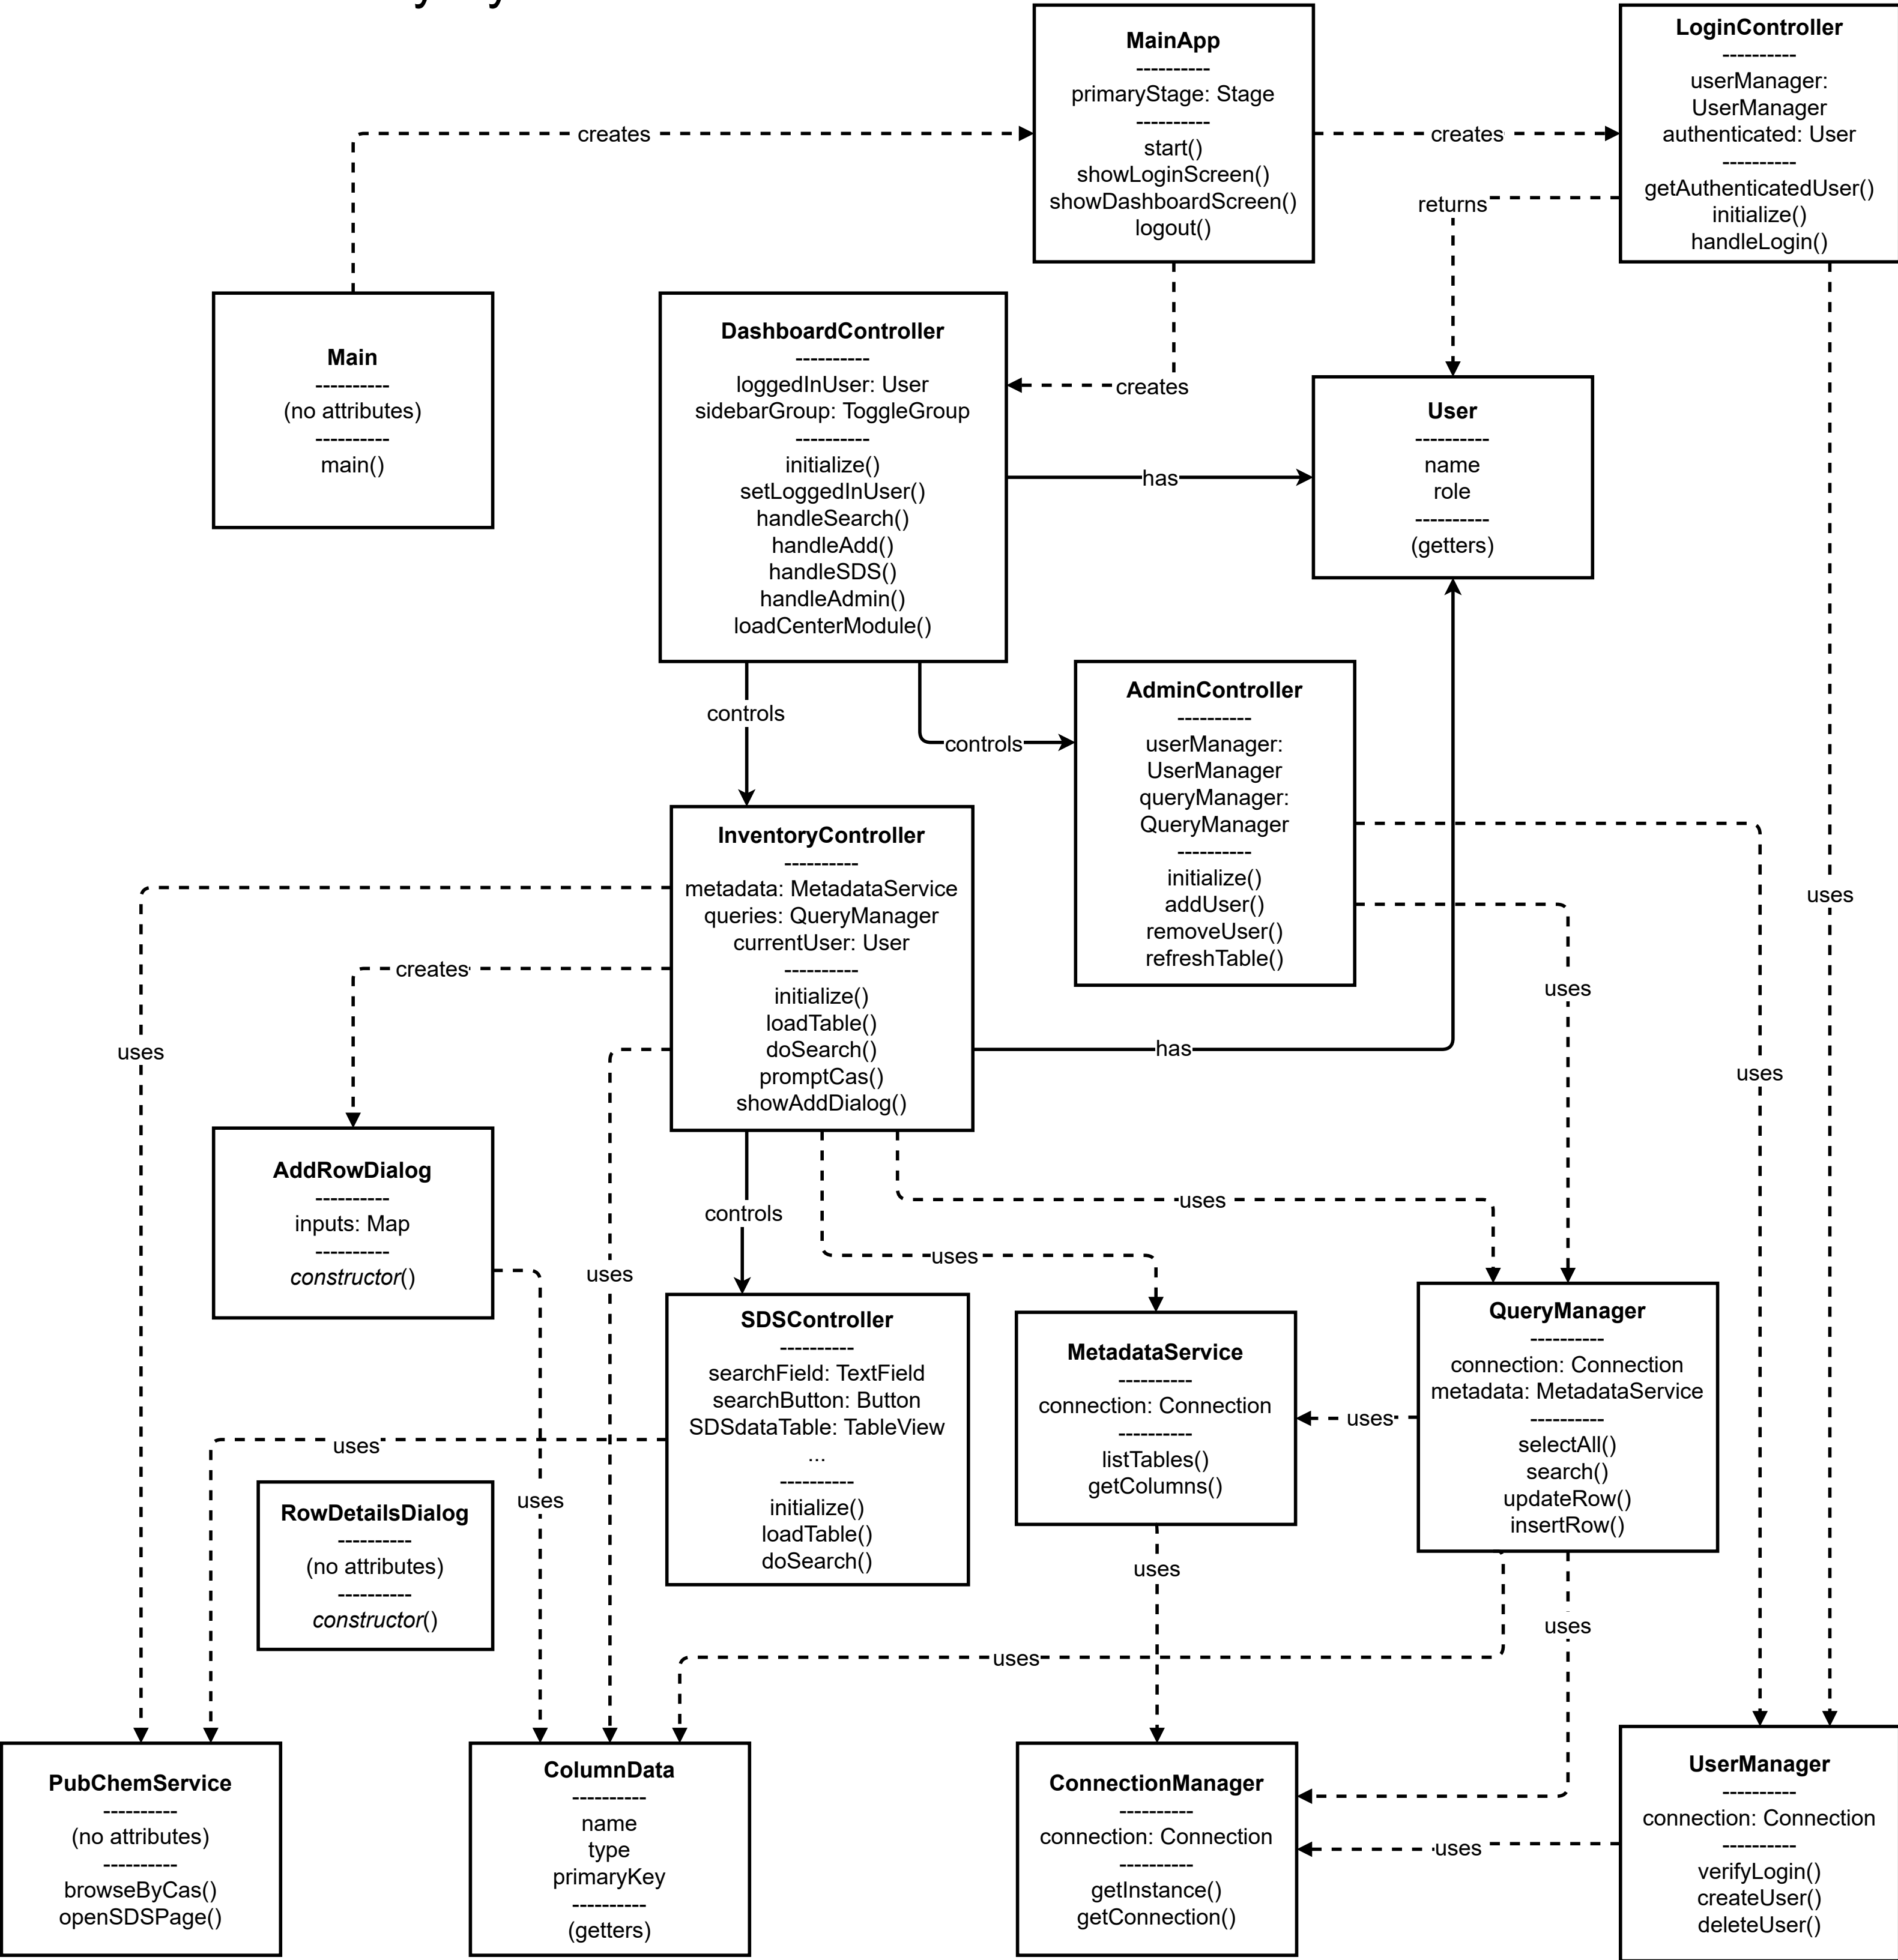 MainApp
----------
primaryStage: Stage
----------
start()
showLoginScreen()
showDashboardScreen()
logout()
LoginController
----------
userManager:
UserManager
authenticated: User
----------
getAuthenticatedUser()
initialize()
handleLogin()
creates
creates
returns
Main
----------
(no attributes)
----------
main()
DashboardController
----------
loggedInUser: User
sidebarGroup: ToggleGroup
----------
initialize()
setLoggedInUser()
handleSearch()
handleAdd()
handleSDS()
handleAdmin()
loadCenterModule()
creates
has
User
----------
name
role
----------
(getters)
controls
controls
AdminController
----------
userManager:
UserManager
queryManager:
QueryManager
----------
initialize()
addUser()
removeUser()
refreshTable()
InventoryController
----------
metadata: MetadataService
queries: QueryManager
currentUser: User
----------
initialize()
loadTable()
doSearch()
promptCas()
showAddDialog()
uses
creates
uses
has
uses
uses
uses
AddRowDialog
----------
inputs: Map
----------
constructor()
controls
uses
uses
uses
SDSController
----------
searchField: TextField
searchButton: Button
SDSdataTable: TableView
...
----------
initialize()
loadTable()
doSearch()
MetadataService
----------
connection: Connection
----------
listTables()
getColumns()
uses
QueryManager
----------
connection: Connection
metadata: MetadataService
----------
selectAll()
search()
updateRow()
insertRow()
uses
RowDetailsDialog
----------
(no attributes)
----------
constructor()
uses
uses
uses
uses
PubChemService
----------
(no attributes)
----------
browseByCas()
openSDSPage()
ColumnData
----------
name
type
primaryKey
----------
(getters)
ConnectionManager
----------
connection: Connection
----------
getInstance()
getConnection()
uses
UserManager
----------
connection: Connection
----------
verifyLogin()
createUser()
deleteUser()